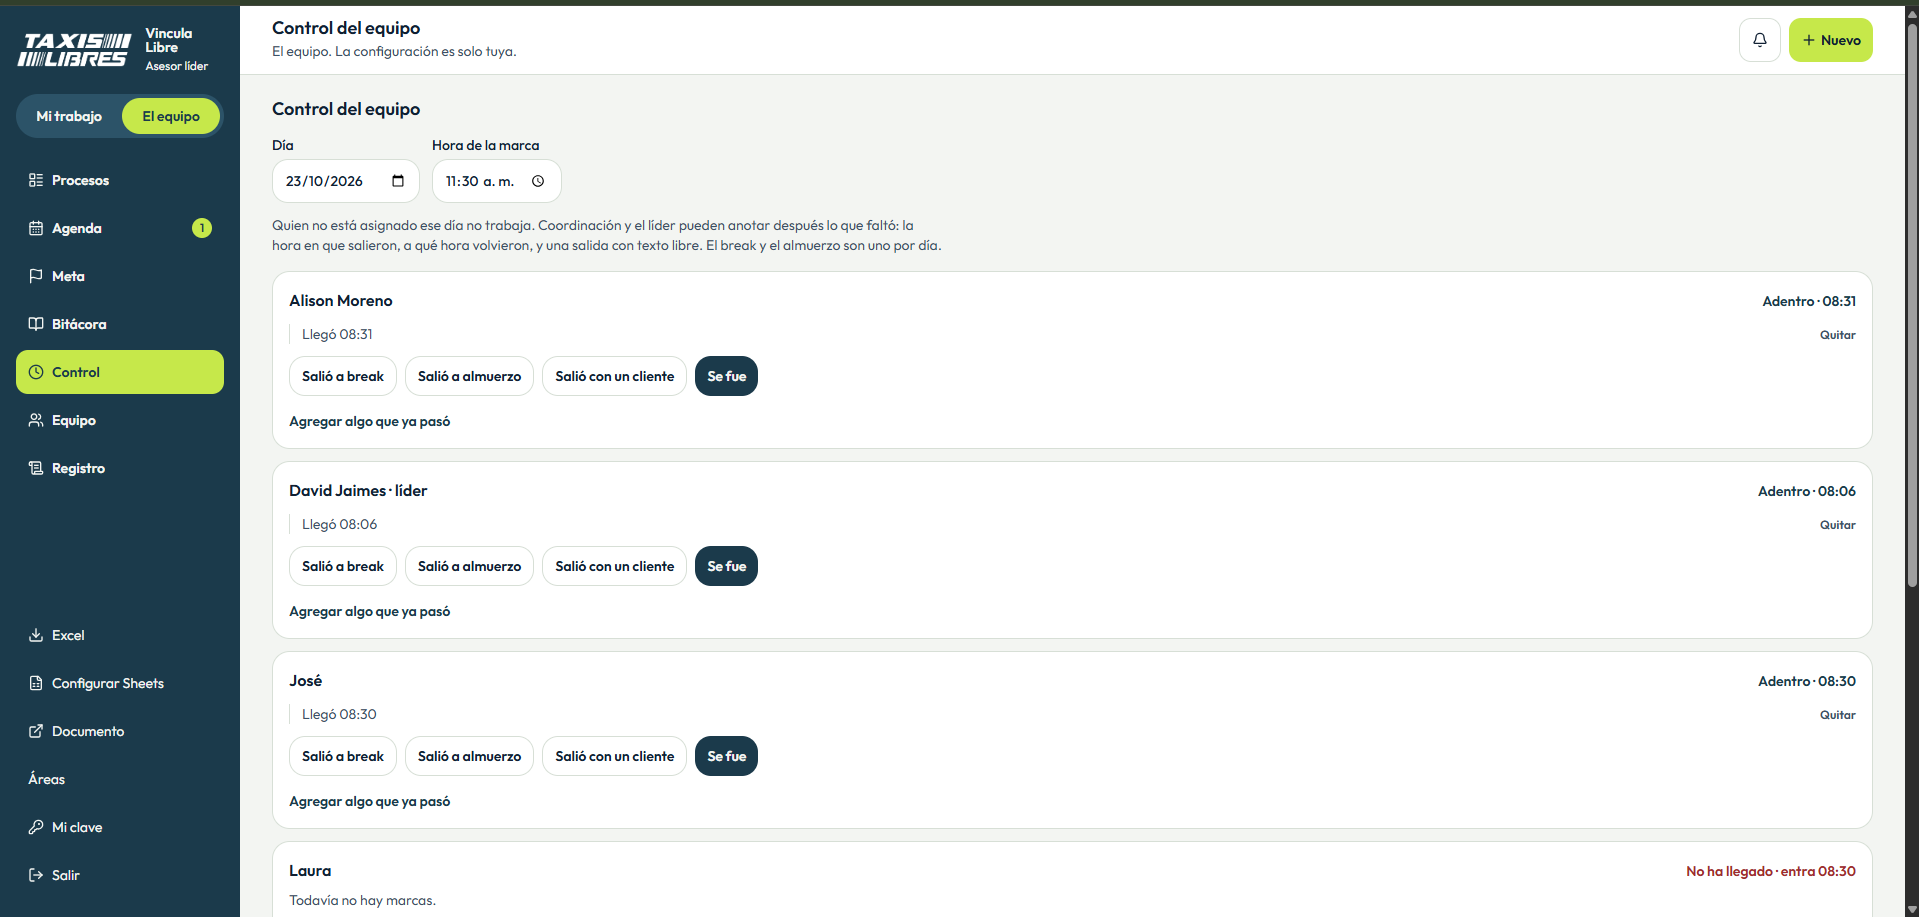 TAXIS
LIBRES
Vincula
Libre
Asesor líder
Mi trabajo
El equipo
Procesos
Agenda
1
Meta
Bitácora
Control
Equipo
Registro
Excel
Configurar Sheets
Documento
Áreas
Mi clave
Salir
Control del equipo
El equipo. La configuración es solo tuya.
+ Nuevo
Control del equipo
Día
Hora de la marca
23/10/2026
11:30 a. m.
Quien no está asignado ese día no trabaja. Coordinación y el líder pueden anotar después lo que faltó: la
hora en que salieron, a qué hora volvieron, y una salida con texto libre. El break y el almuerzo son uno por día.
Alison Moreno
Adentro · 08:31
Llegó 08:31
Quitar
Salió a break
Salió a almuerzo
Salió con un cliente
Se fue
Agregar algo que ya pasó
David Jaimes · líder
Adentro · 08:06
Llegó 08:06
Quitar
Salió a break
Salió a almuerzo
Salió con un cliente
Se fue
Agregar algo que ya pasó
José
Adentro · 08:30
Llegó 08:30
Quitar
Salió a break
Salió a almuerzo
Salió con un cliente
Se fue
Agregar algo que ya pasó
Laura
No ha llegado · entra 08:30
Todavía no hay marcas.